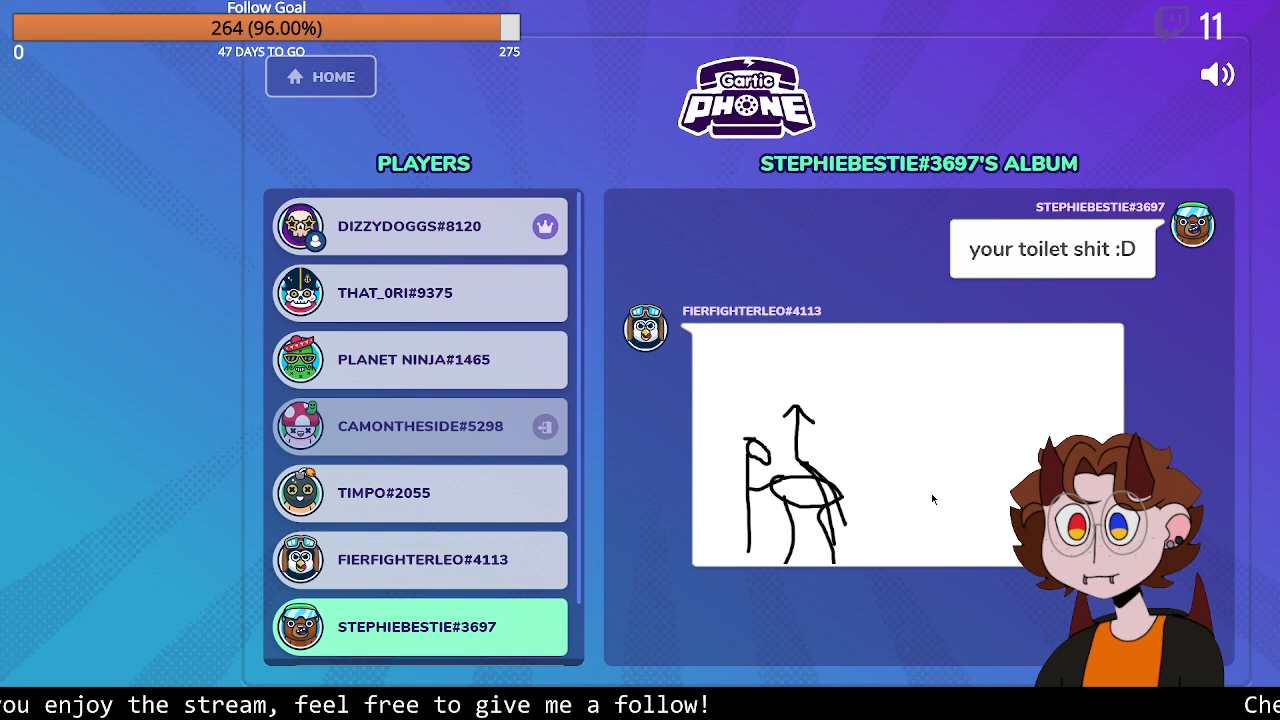 Follow Goal
264 (96.00%)
0
47 DAYS TO GO
275
11
HOME
Gartic
PHONE
PLAYERS
DIZZYDOGGS#8120
THAT_0RI#9375
PLANET NINJA#1465
CAMONTHESIDE#5298
TIMPO#2055
FIERFIGHTERLEO#4113
STEPHIEBESTIE#3697
STEPHIEBESTIE#3697'S ALBUM
STEPHIEBESTIE#3697
your toilet shit :D
FIERFIGHTERLEO#4113
you enjoy the stream, feel free to give me a follow!
Che